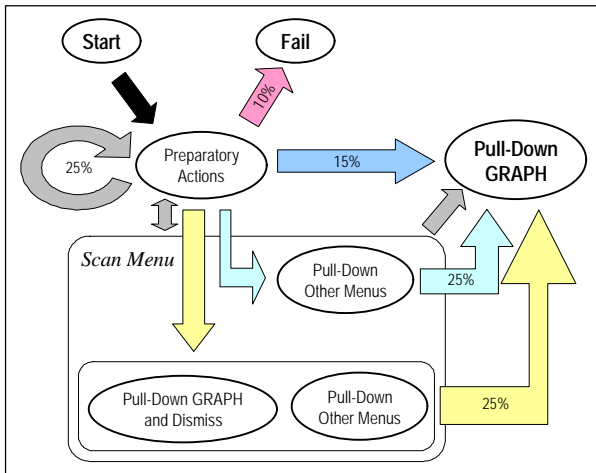 Start
Fail
10%
25%
Preparatory
Actions
15%
Pull-Down
GRAPH
Scan Menu
Pull-Down
Other Menus
25%
Pull-Down GRAPH
and Dismiss
Pull-Down
Other Menus
25%